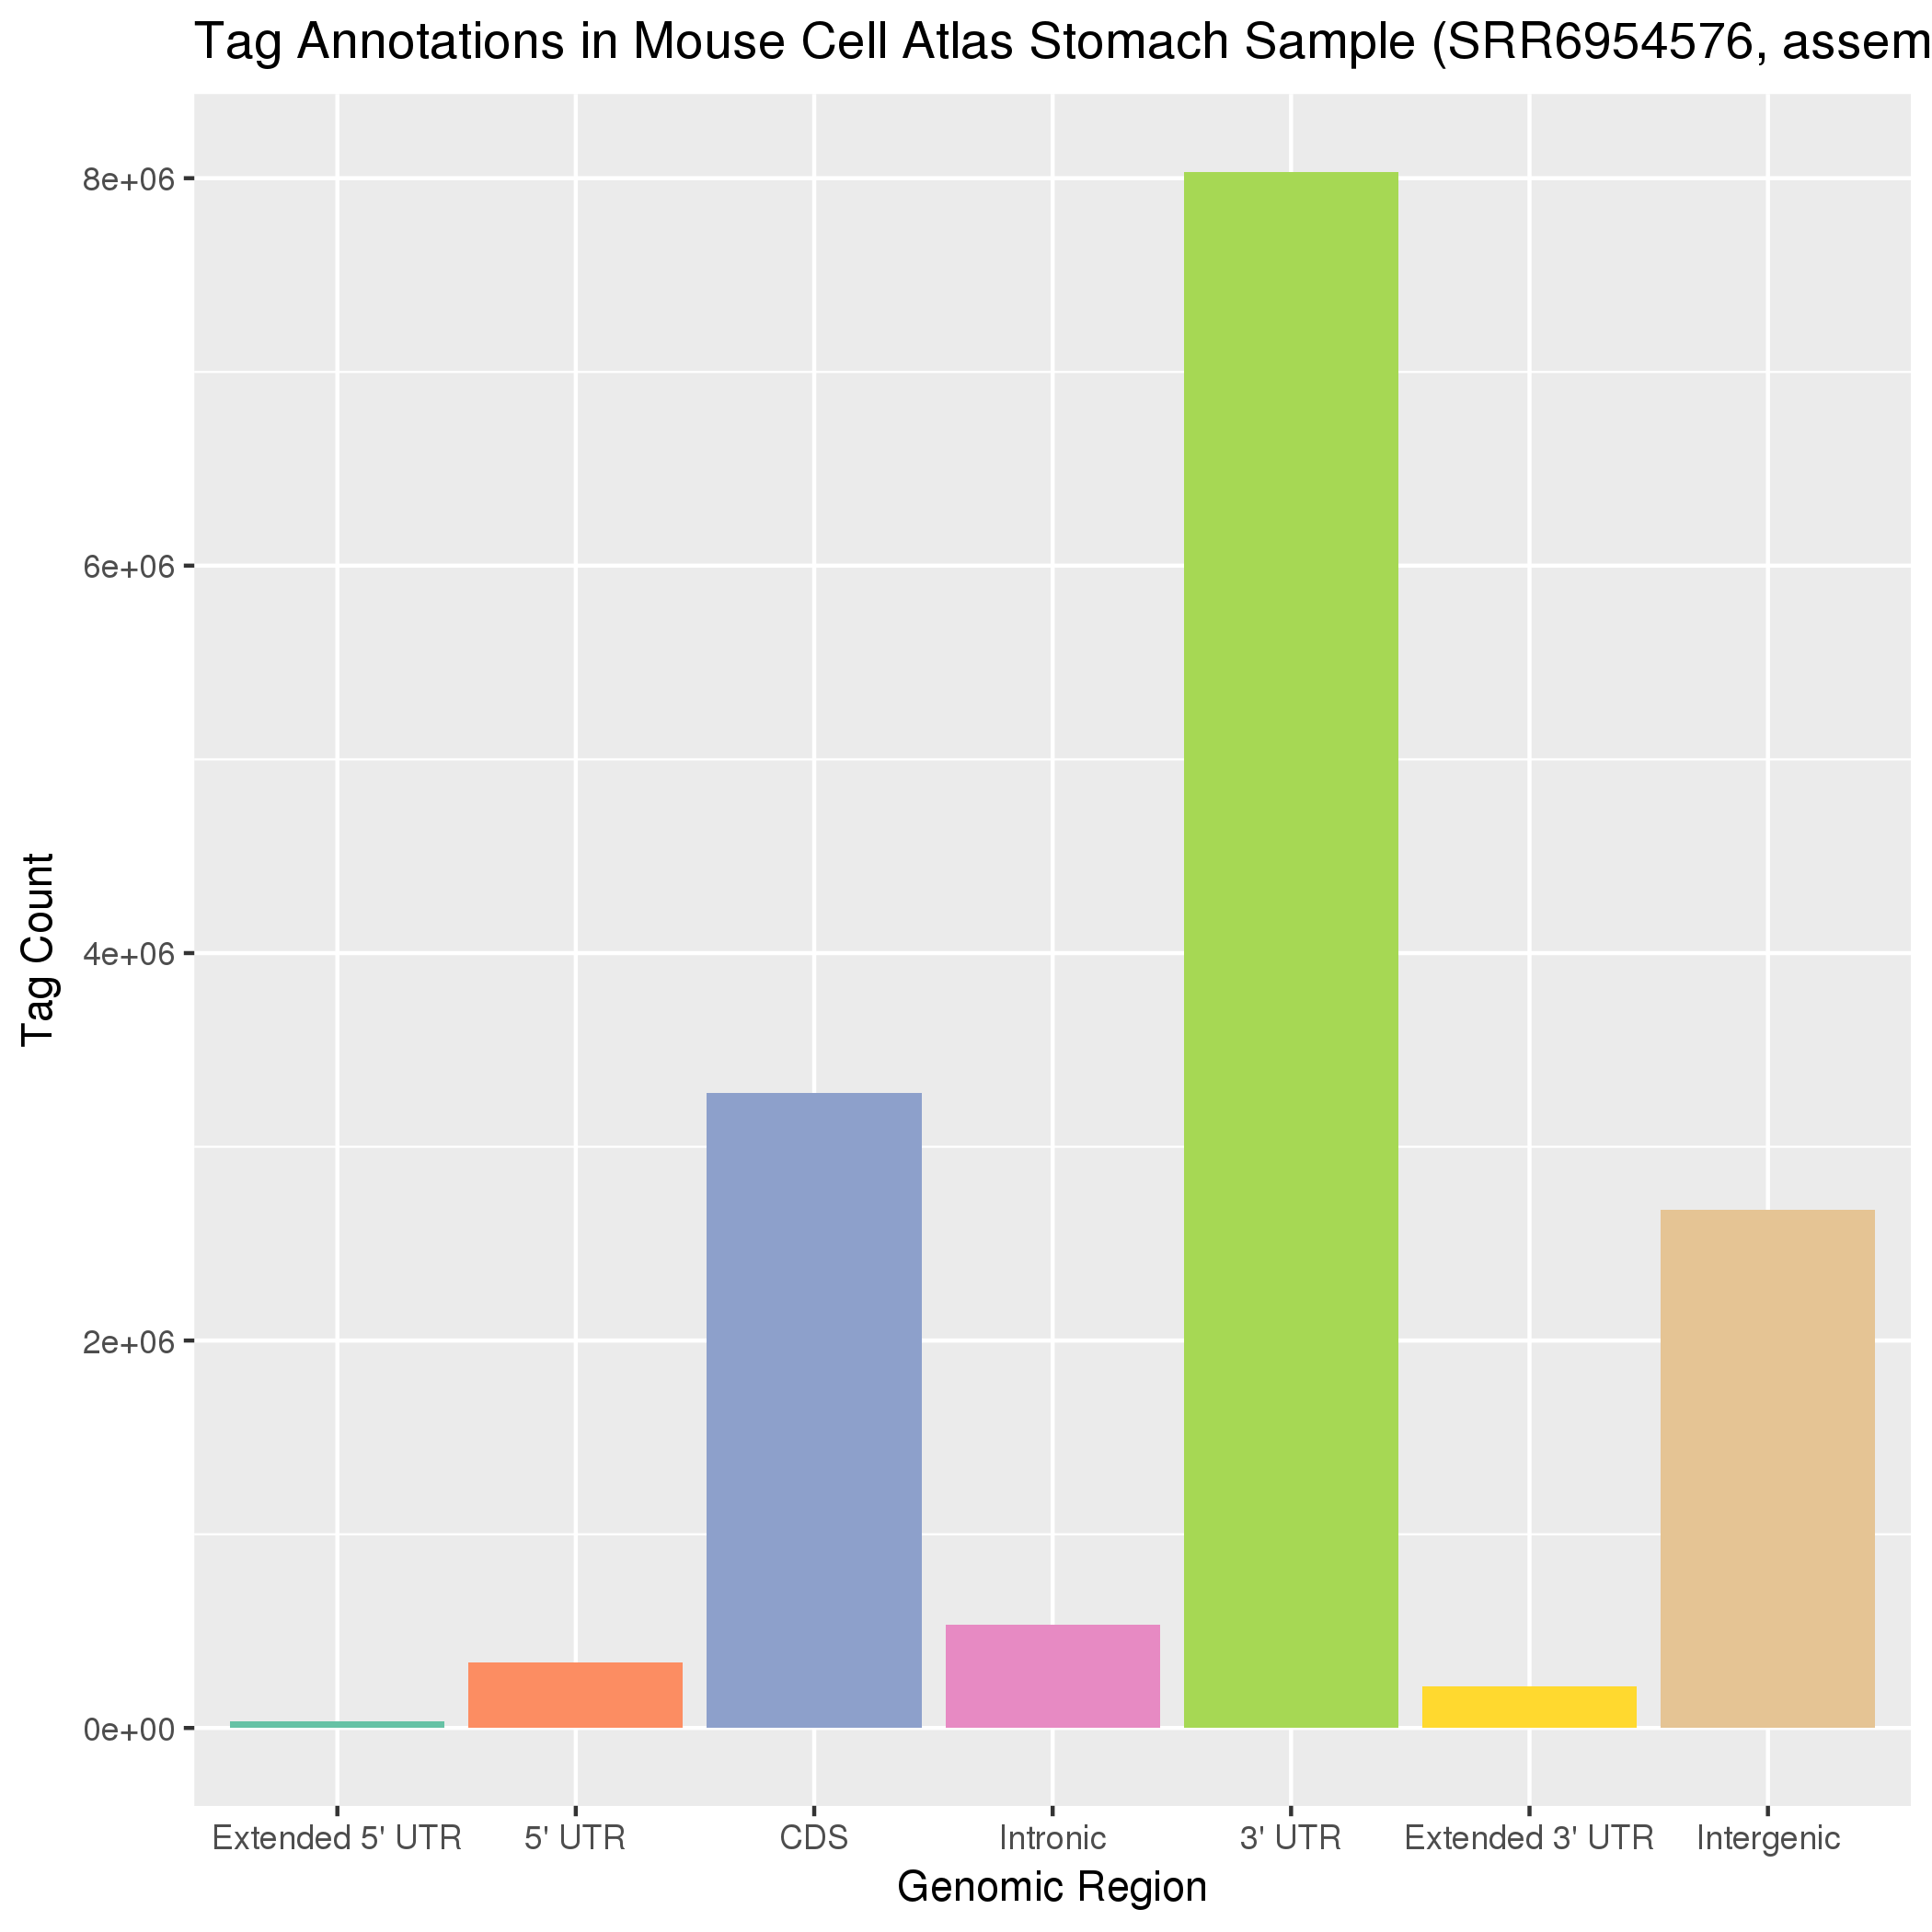 Tag Annotations in Mouse Cell Atlas Stomach Sample (SRR6954576, assem
8e+06
6e+06
4e+06
2e+06
0e+00
Tag Count
Extended 5' UTR 5' UTR CDS Intronic 3' UTR Extended 3' UTR Intergenic
Genomic Region